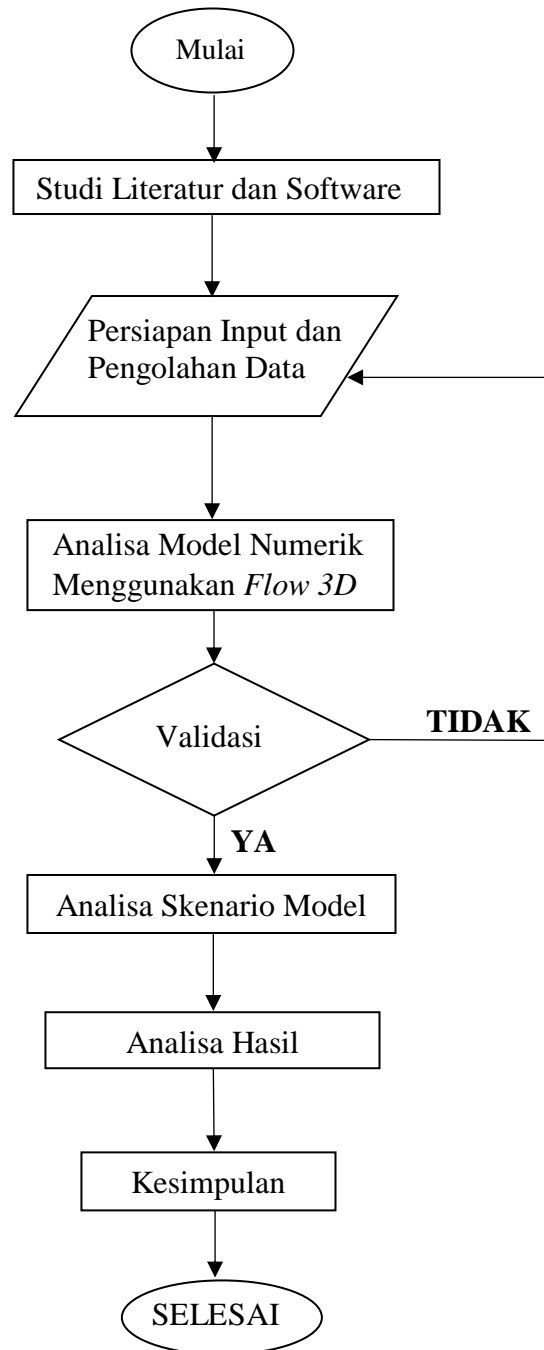 Mulai
Studi Literatur dan Software
Persiapan Input dan
Pengolahan Data
Analisa Model Numerik
Menggunakan Flow 3D
Validasi
TIDAK
YA
Analisa Skenario Model
Analisa Hasil
Kesimpulan
SELESAI